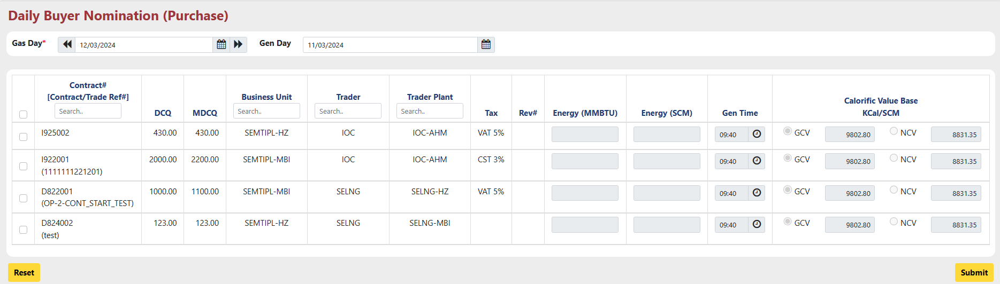 Daily Buyer Nomination (Purchase)
Gas Day* 12/03/2024 Gen Day 11/03/2024
Contract#
[Contract/Trade Ref#] DCQ MDCQ Business Unit Trader Trader Plant Tax Rev# Energy (MMBTU) Energy (SCM) Gen Time Calorific Value Base
KCal/SCM
Search.. Search.. Search.. Search..
I925002 430.00 430.00 SEMTIPL-HZ IOC IOC-AHM VAT 5% 09:40 GCV 9802.80 NCV 8831.35
I922001 2000.00 2200.00 SEMTIPL-MBI IOC IOC-AHM CST 3% 09:40 GCV 9802.80 NCV 8831.35
(1111111221201)
D822001 1000.00 1100.00 SEMTIPL-MBI SELNG SELNG-HZ VAT 5% 09:40 GCV 9802.80 NCV 8831.35
(OP-2-CONT_START_TEST)
D824002 123.00 123.00 SEMTIPL-HZ SELNG SELNG-MBI 09:40 GCV 9802.80 NCV 8831.35
(test)
Reset Submit